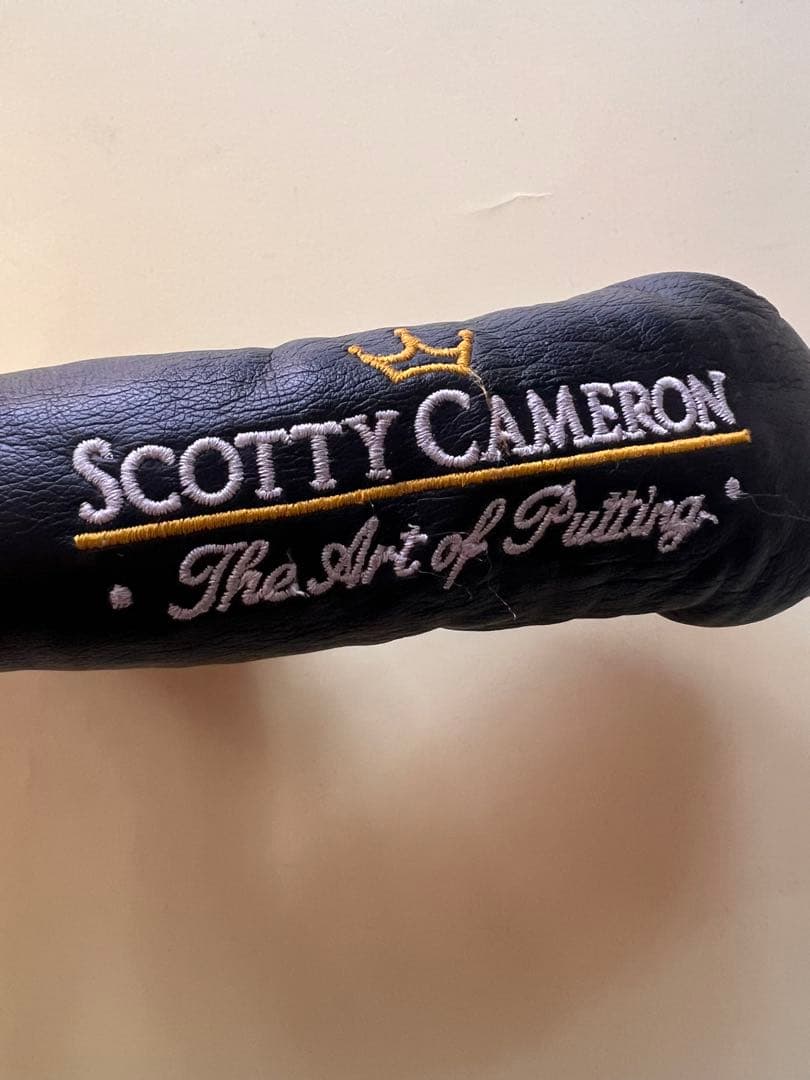 SCOTTY CAMERON
· The Art of Putting ·